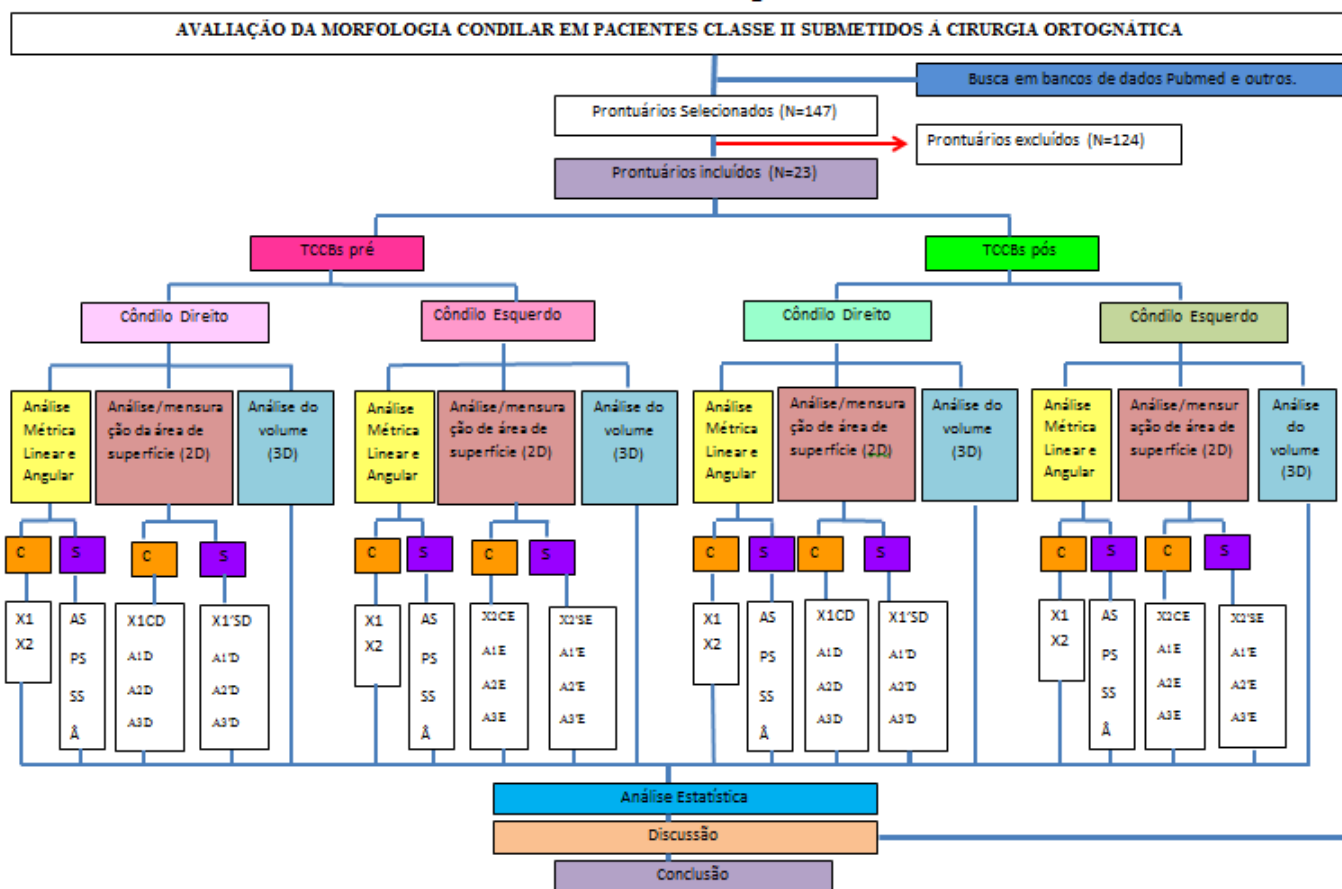 AVALIAÇÃO DA MORFOLOGIA CONDILAR EM PACIENTES CLASSE II SUBMETIDOS À CIRURGIA ORTOGNÁTICA
Busca em bancos de dados Pubmed e outros.
Prontuários Selecionados (N=147)
Prontuários excluídos (N=124)
Prontuários incluídos (N=23)
TCCBs pré
TCCBs pós
Côndilo Direito
Côndilo Esquerdo
Côndilo Direito
Côndilo Esquerdo
Análise
Métrica
Linear e
Angular
Análise/mensura
ção da área de
superfície (2D)
Análise do
volume
(3D)
Análise
Métrica
Linear e
Angular
Análise/mensura
ção de área de
superfície (2D)
Análise do
volume
(3D)
Análise
Métrica
Linear e
Angular
Análise/mensura
ção de área de
superfície (2D)
Análise do
volume
(3D)
Análise
Métrica
Linear e
Angular
Análise/mensur
ação de área de
superfície (2D)
Análise
do
volume
(3D)
C
S
C
S
C
S
C
S
C
S
C
S
C
S
C
S
X1
X2
AS
PS
SS
Â
X1CD
A1D
A2D
A3D
X1'SD
A1'D
A2'D
A3'D
X1
X2
AS
PS
SS
Â
X2CE
A1E
A2E
A3E
X2'SE
A1'E
A2'E
A3'E
X1
X2
AS
PS
SS
Â
X1CD
A1D
A2D
A3D
X1'SD
A1'D
A2'D
A3'D
X1
X2
AS
PS
SS
Â
X2CE
A1E
A2E
A3E
X2'SE
A1'E
A2'E
A3'E
Análise Estatística
Discussão
Conclusão